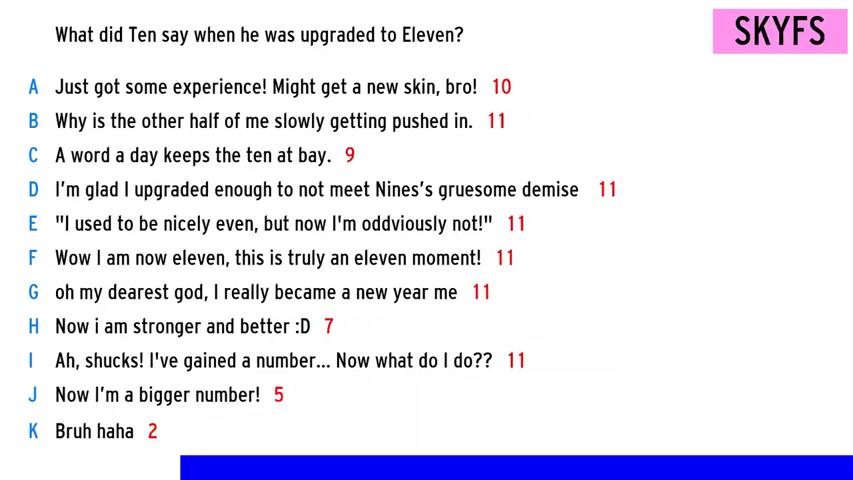 What did Ten say when he was upgraded to Eleven?
SKYFS
A Just got some experience! Might get a new skin, bro! 10
B Why is the other half of me slowly getting pushed in. 11
C A word a day keeps the ten at bay. 9
D I'm glad I upgraded enough to not meet Nines's gruesome demise 11
E "I used to be nicely even, but now I'm oddviously not!" 11
F Wow I am now eleven, this is truly an eleven moment! 11
G oh my dearest god, I really became a new year me 11
H Now i am stronger and better :D 7
I Ah, shucks! I've gained a number... Now what do I do?? 11
J Now I'm a bigger number! 5
K Bruh haha 2